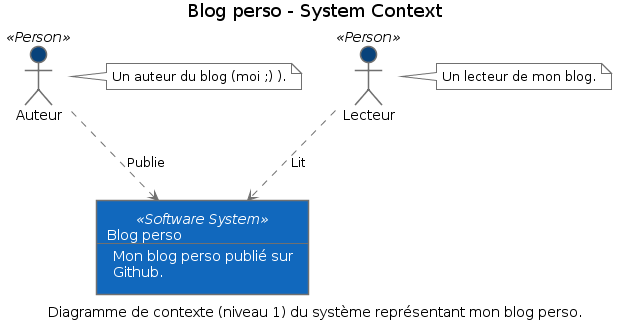 Blog perso - System Context
«Person»
«Person»
Un auteur du blog (moi ;) ).
Un lecteur de mon blog.
Auteur
Lecteur
Publie
Lit
«Software System»
Blog perso
Mon blog perso publié sur
Github.
Diagramme de contexte (niveau 1) du système représentant mon blog perso.